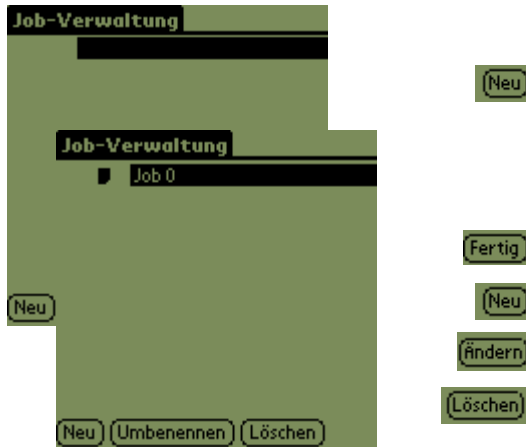 Job-Verwaltung
Neu
Job-Verwaltung
Job 0
Fertig
Neu
Neu
Ändern
Löschen
Neu Umbenennen Löschen